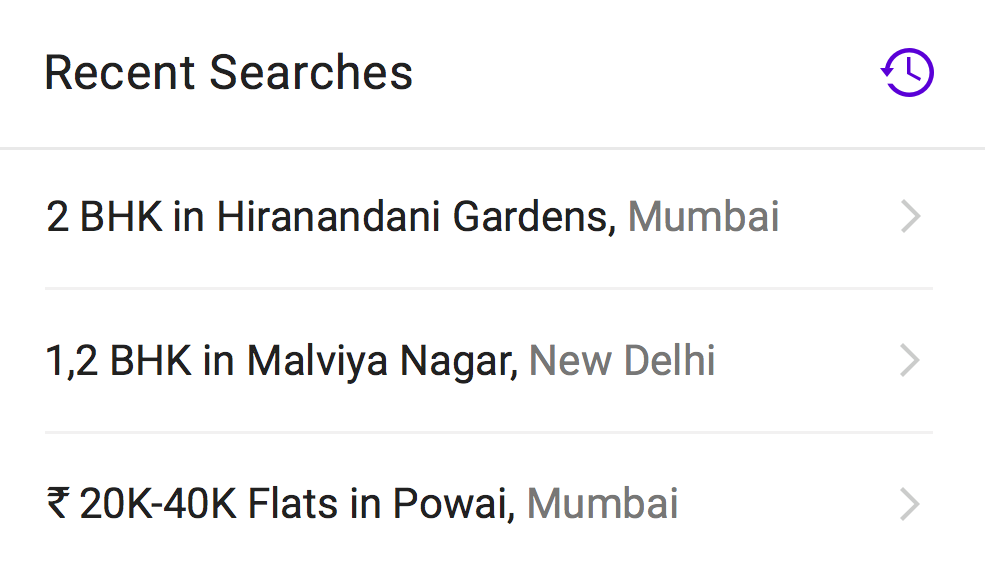 Recent Searches
2 BHK in Hiranandani Gardens, Mumbai
1,2 BHK in Malviya Nagar, New Delhi
₹ 20K-40K Flats in Powai, Mumbai